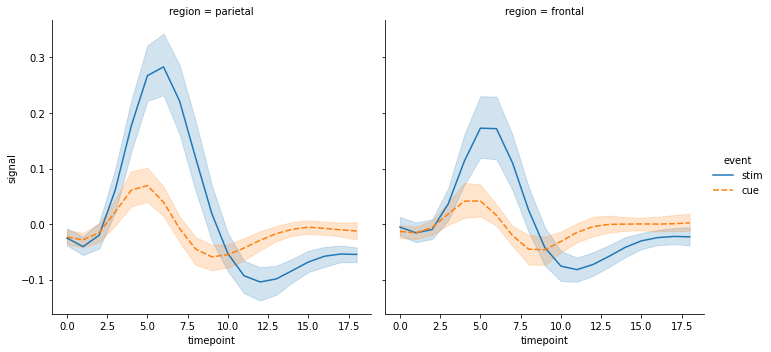 region = parietal
region = frontal
signal
0.3
0.2
0.1
0.0
−0.1
0.0 2.5 5.0 7.5 10.0 12.5 15.0 17.5
timepoint
0.0 2.5 5.0 7.5 10.0 12.5 15.0 17.5
timepoint
event
stim
cue